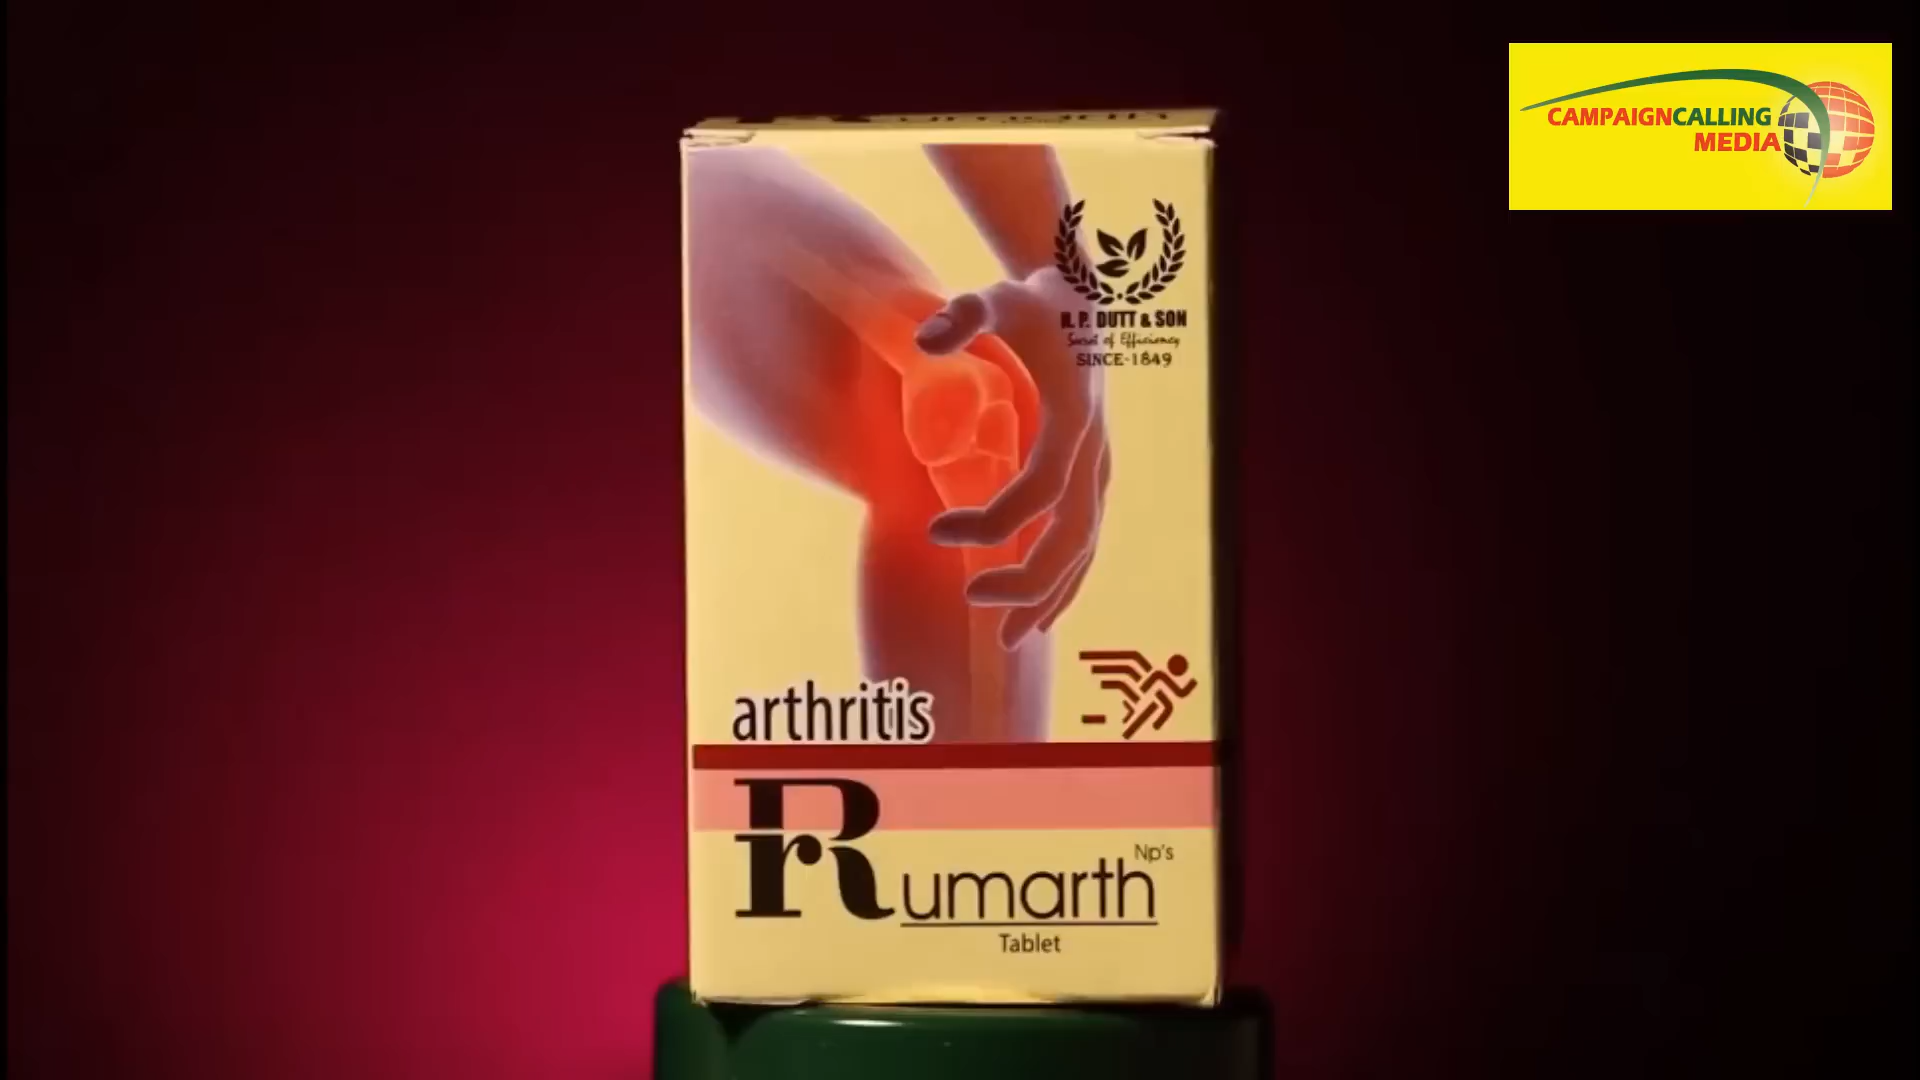 CAMPAIGNCALLING
MEDIA
N. P. DUTT & SON
Secret of Efficiency
SINCE-1849
arthritis
Rumarth
Np's
Tablet